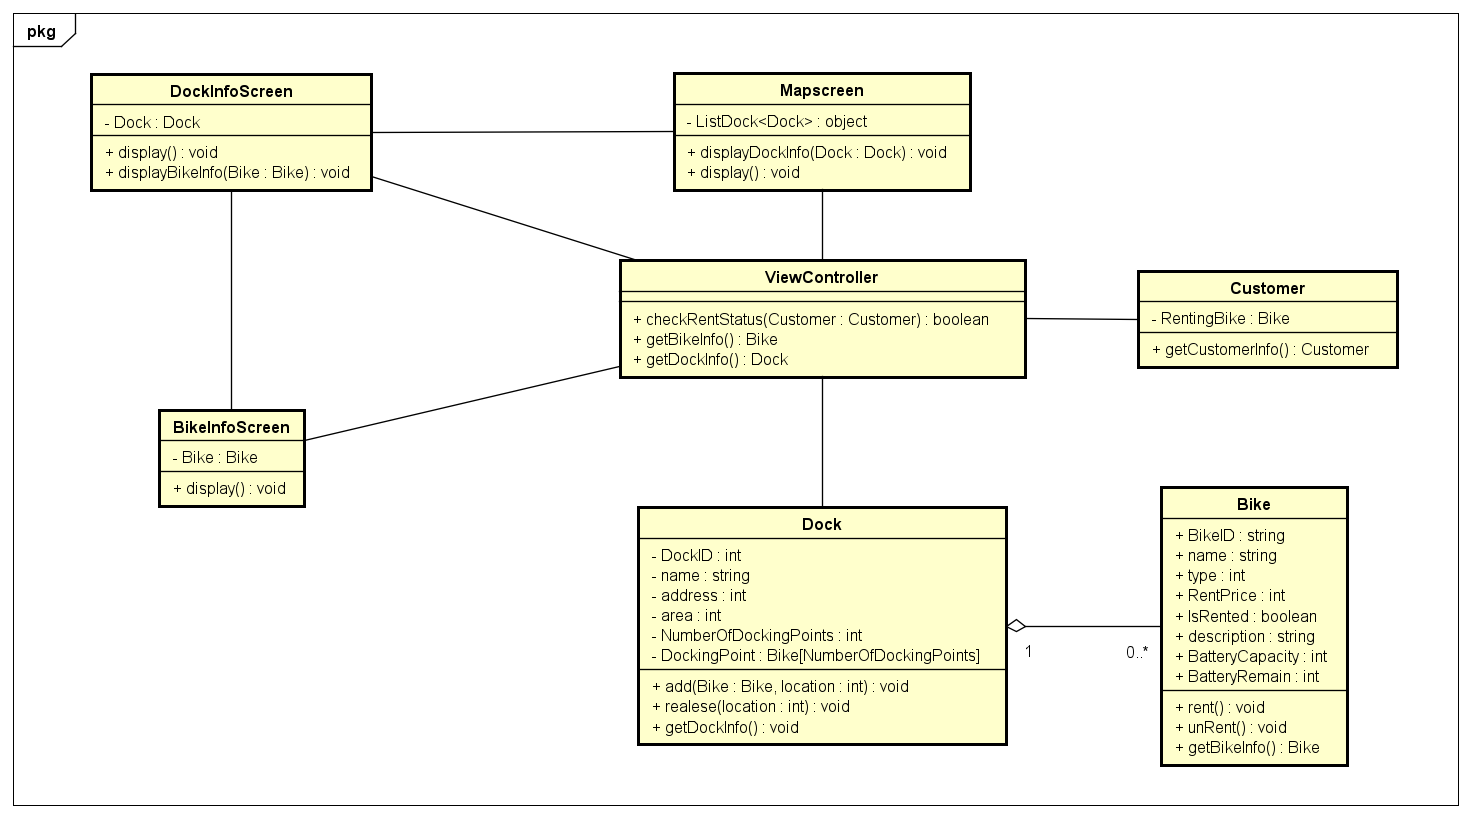 pkg
DockInfoScreen
- Dock : Dock
+ display() : void
+ displayBikeInfo(Bike : Bike) : void
Mapscreen
- ListDock<Dock> : object
+ displayDockInfo(Dock : Dock) : void
+ display() : void
ViewController
+ checkRentStatus(Customer : Customer) : boolean
+ getBikeInfo() : Bike
+ getDockInfo() : Dock
Customer
- RentingBike : Bike
+ getCustomerInfo() : Customer
BikeInfoScreen
- Bike : Bike
+ display() : void
Dock
- DockID : int
- name : string
- address : int
- area : int
- NumberOfDockingPoints : int
- DockingPoint : Bike[NumberOfDockingPoints]
+ add(Bike : Bike, location : int) : void
+ realese(location : int) : void
+ getDockInfo() : void
1
0..*
Bike
+ BikeID : string
+ name : string
+ type : int
+ RentPrice : int
+ IsRented : boolean
+ description : string
+ BatteryCapacity : int
+ BatteryRemain : int
+ rent() : void
+ unRent() : void
+ getBikeInfo() : Bike